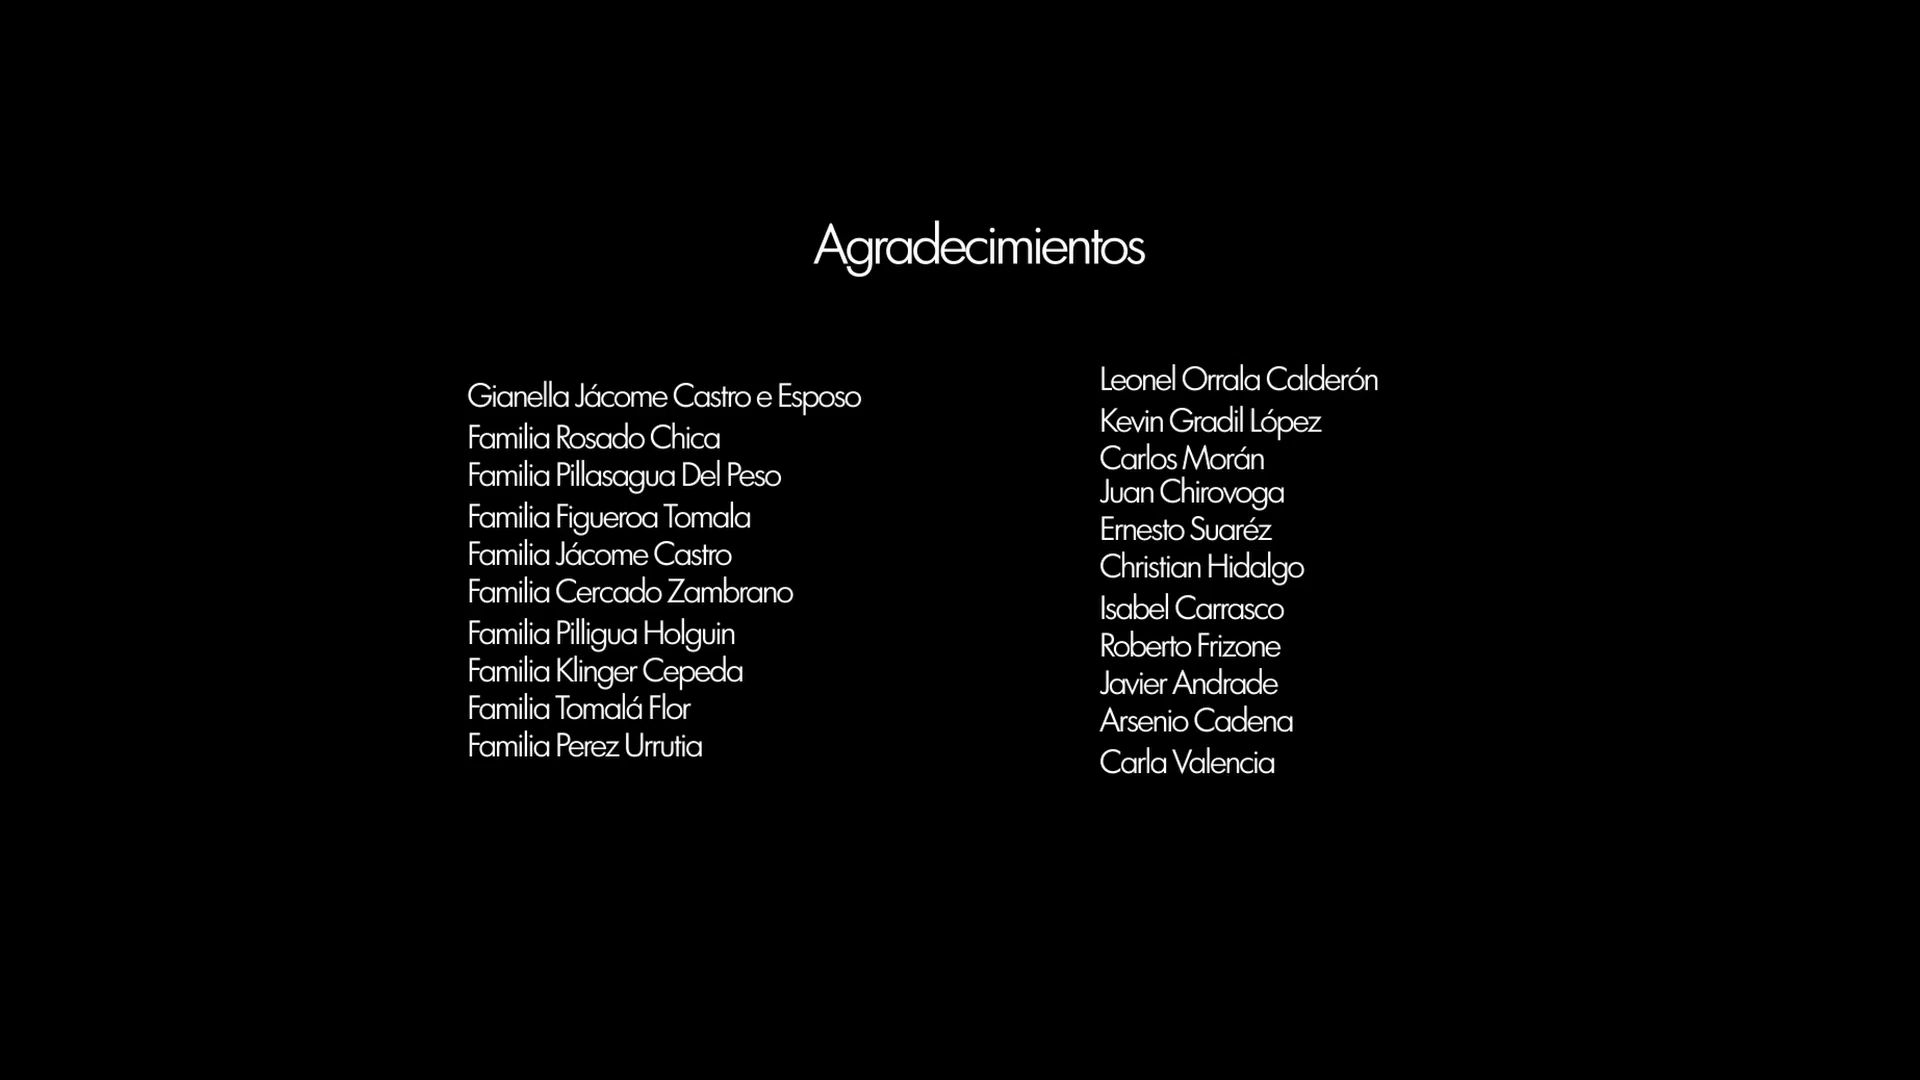 Agradecimientos
Gianella Jácome Castro e Esposo
Familia Rosado Chica
Familia Pillasagua Del Peso
Familia Figueroa Tomala
Familia Jácome Castro
Familia Cercado Zambrano
Familia Pilligua Holguin
Familia Klinger Cepeda
Familia Tomalá Flor
Familia Perez Urrutia
Leonel Orrala Calderón
Kevin Gradil López
Carlos Morán
Juan Chirovoga
Ernesto Suaréz
Christian Hidalgo
Isabel Carrasco
Roberto Frizone
Javier Andrade
Arsenio Cadena
Carla Valencia